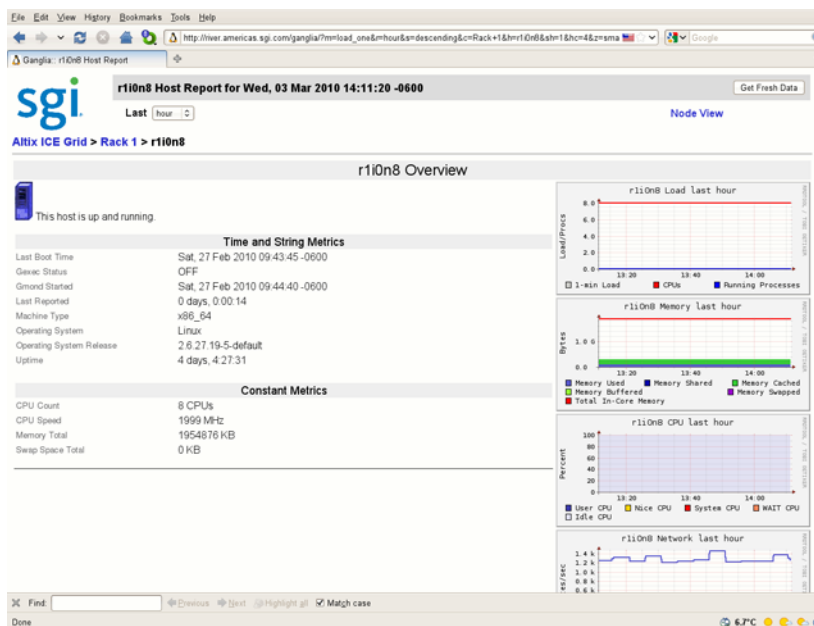 File Edit View History Bookmarks Tools Help
http://river.americas.sgi.com/ganglia/?m=load_one&r=hour&s=descending&c=Rack+1&h=r1i0n8&sh=1&hc=4&z=sma
Google
Ganglia:: r1i0n8 Host Report
sgi
r1i0n8 Host Report for Wed, 03 Mar 2010 14:11:20 -0600
Get Fresh Data
Last hour
Node View
Altix ICE Grid > Rack 1 > r1i0n8
r1i0n8 Overview
This host is up and running.
Time and String Metrics
Last Boot Time Sat, 27 Feb 2010 09:43:45 -0600
Gexec Status OFF
Gmond Started Sat, 27 Feb 2010 09:44:40 -0600
Last Reported 0 days, 0:00:14
Machine Type x86_64
Operating System Linux
Operating System Release 2.6.27.19-5-default
Uptime 4 days, 4:27:31
Constant Metrics
CPU Count 8 CPUs
CPU Speed 1999 MHz
Memory Total 1954876 KB
Swap Space Total 0 KB
r1i0n8 Load last hour
Load/Procs
8.0
6.0
4.0
2.0
0.0
13:20 13:40 14:00
1-min Load CPUs Running Processes
r1i0n8 Memory last hour
Bytes
1.0 G
0.0
13:20 13:40 14:00
Memory Used Memory Shared Memory Cached
Memory Buffered Memory Swapped
Total In-Core Memory
r1i0n8 CPU last hour
Percent
100
80
60
40
20
0
13:20 13:40 14:00
User CPU Nice CPU System CPU WAIT CPU
Idle CPU
r1i0n8 Network last hour
1.4 k
1.2 k
1.0 k
0.8 k
0.6 k
Find: Previous Next Highlight all Match case
Done
6.7°C